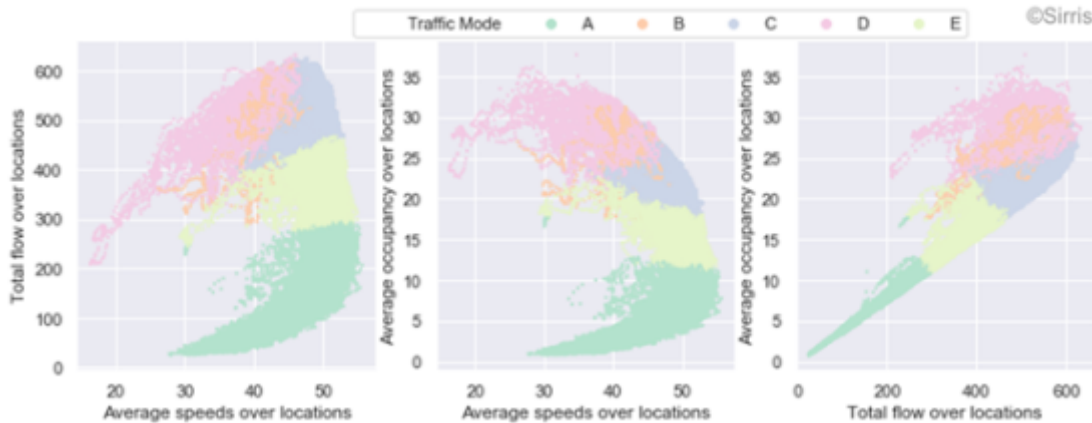 Traffic Mode A B C D E
©Sirris
Total flow over locations
600
500
400
300
200
100
0
20 30 40 50
Average speeds over locations
Average occupancy over locations
35
30
25
20
15
10
5
0
20 30 40 50
Average speeds over locations
Average occupancy over locations
35
30
25
20
15
10
5
0
0 200 400 600
Total flow over locations